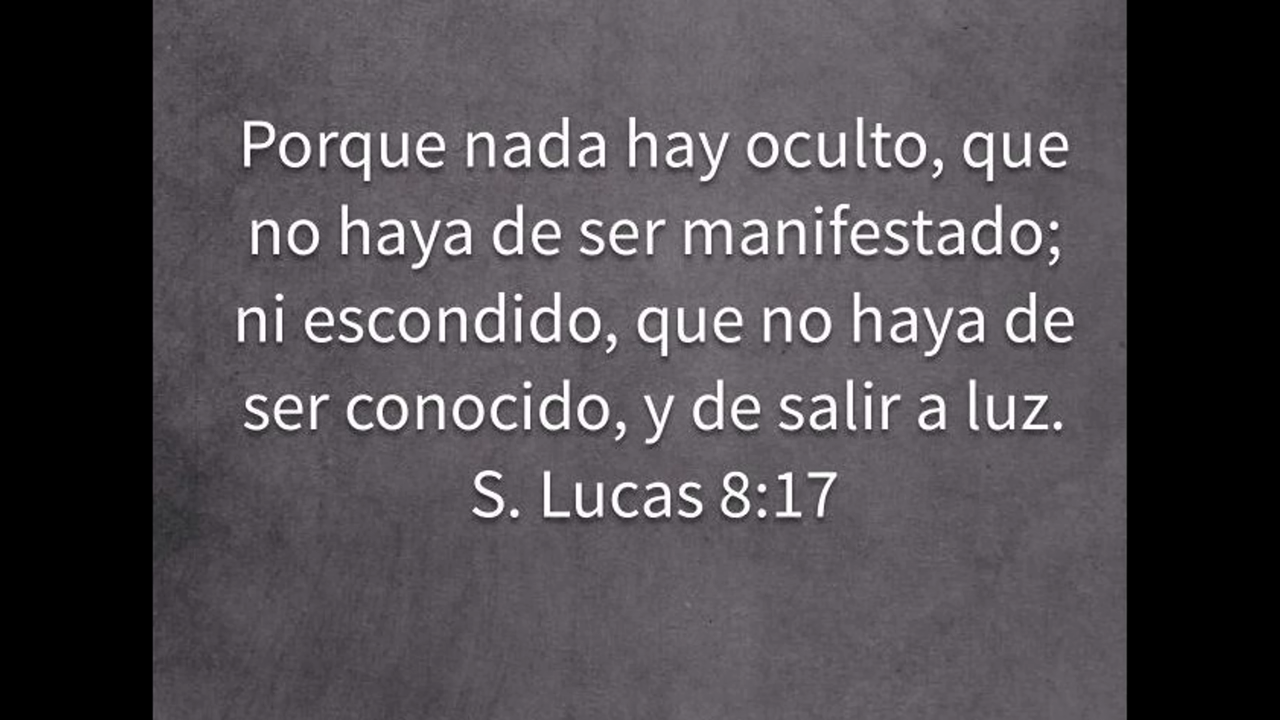 Porque nada hay oculto, que
no haya de ser manifestado;
ni escondido, que no haya de
ser conocido, y de salir a luz.
S. Lucas 8:17